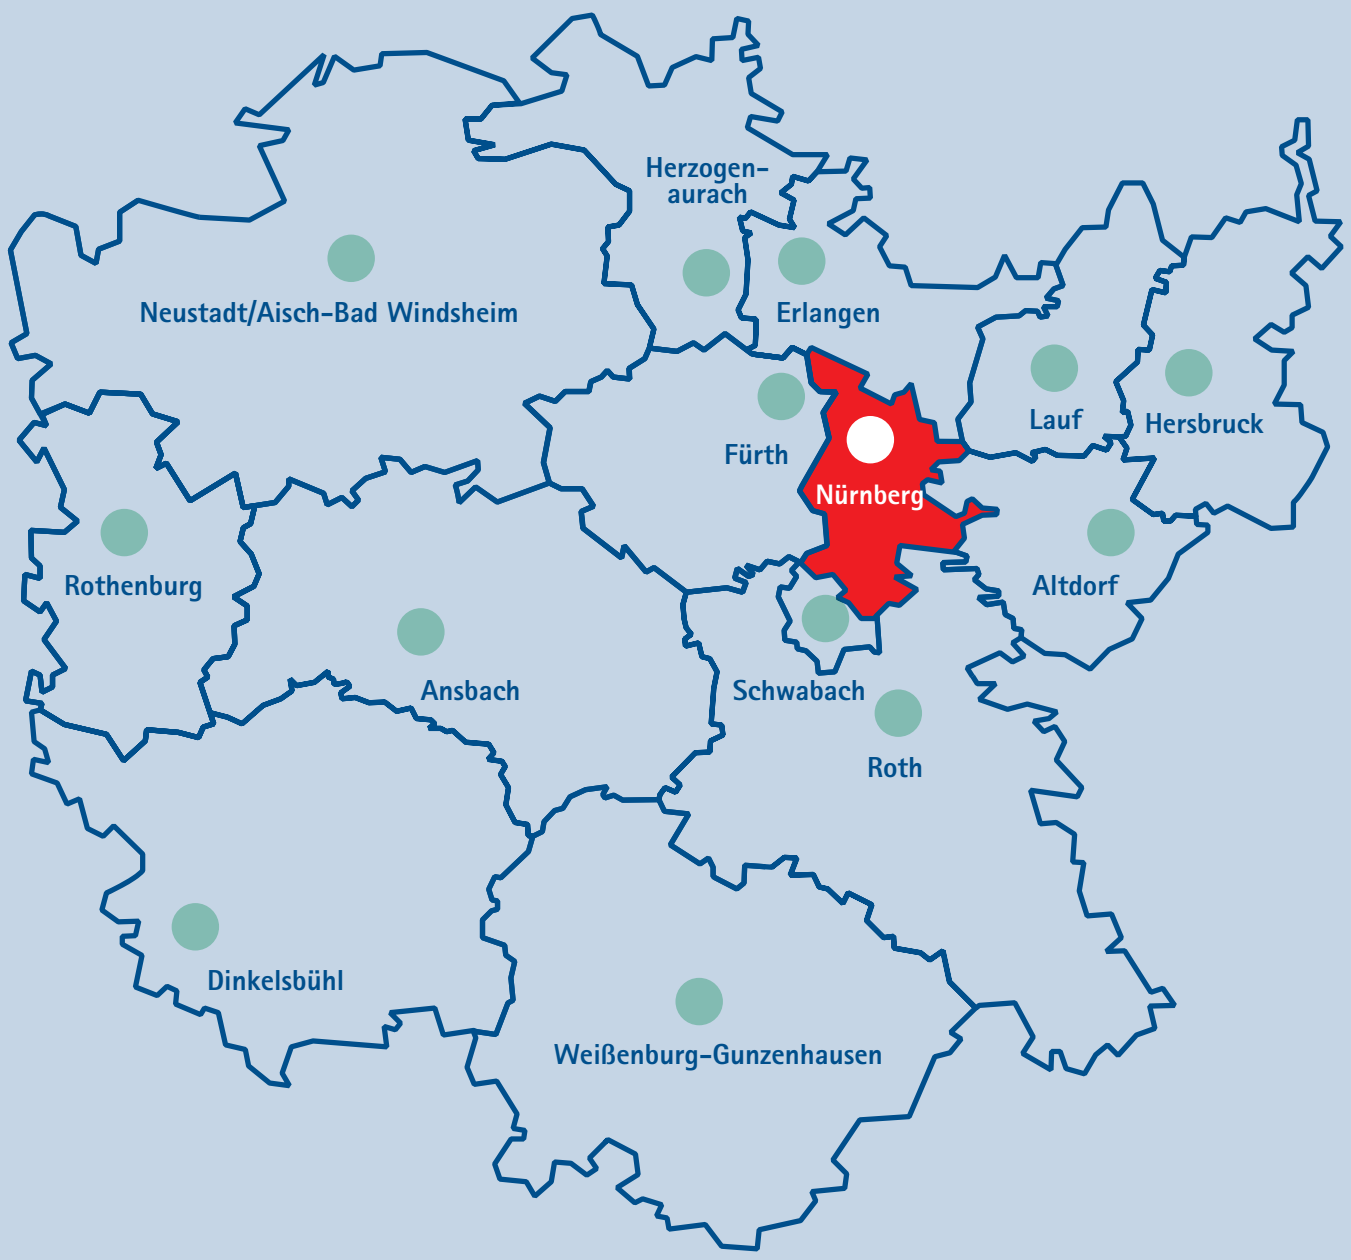 Herzogen-
aurach
Neustadt/Aisch-Bad Windsheim
Erlangen
Lauf
Hersbruck
Fürth
Nürnberg
Rothenburg
Altdorf
Ansbach
Schwabach
Roth
Dinkelsbühl
Weißenburg-Gunzenhausen